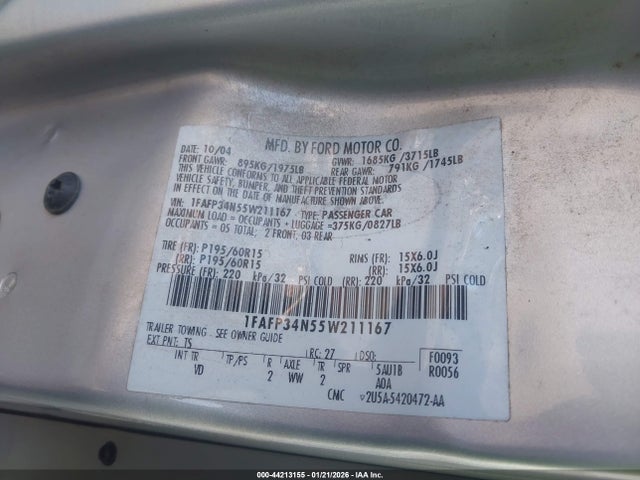 MFD. BY FORD MOTOR CO.
DATE: 10/04 GVWR: 1685KG /3715LB
FRONT GAWR: 895KG/1975LB REAR GAWR: 791KG /1745LB
THIS VEHICLE CONFORMS TO ALL APPLICABLE FEDERAL MOTOR
VEHICLE SAFETY, BUMPER, AND THEFT PREVENTION STANDARDS
IN EFFECT ON THE DATE OF MANUFACTURE SHOWN ABOVE.
VIN: 1FAFP34N55W211167 TYPE: PASSENGER CAR
MAXIMUM LOAD = OCCUPANTS + LUGGAGE =375KG/0827LB
OCCUPANTS = 05 TOTAL: 2 FRONT, 03 REAR
TIRE (FR): P195/60R15 RIMS (FR): 15X6.0J
(RR): P195/60R15 (RR): 15X6.0J
PRESSURE (FR): 220 kPa/32 PSI COLD (RR): 220 kPa/32 PSI COLD
1FAFP34N55W211167
TRAILER TOWING - SEE OWNER GUIDE
EXT PNT: TS RC: 27 DSO: F0093
INT TR TP/PS R AXLE TR SPR 5AU1B R0056
VD 2 WW 2 AOA
CMC 2U5A-5420472-AA
000-44213155 - 01/21/2026 - IAA Inc.